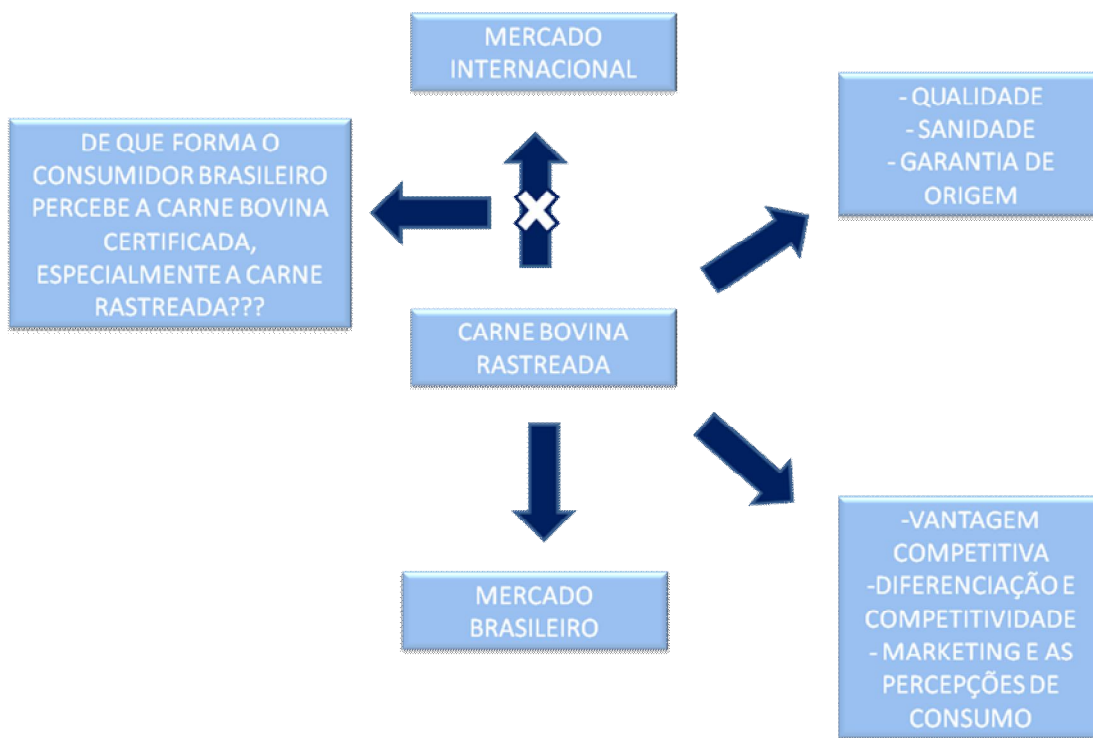 MERCADO
INTERNACIONAL
DE QUE FORMA O
CONSUMIDOR BRASILEIRO
PERCEBE A CARNE BOVINA
CERTIFICADA,
ESPECIALMENTE A CARNE
RASTREADA???
- QUALIDADE
- SANIDADE
- GARANTIA DE
ORIGEM
CARNE BOVINA
RASTREADA
MERCADO
BRASILEIRO
-VANTAGEM
COMPETITIVA
-DIFERENCIAÇÃO E
COMPETITIVIDADE
- MARKETING E AS
PERCEPÇÕES DE
CONSUMO